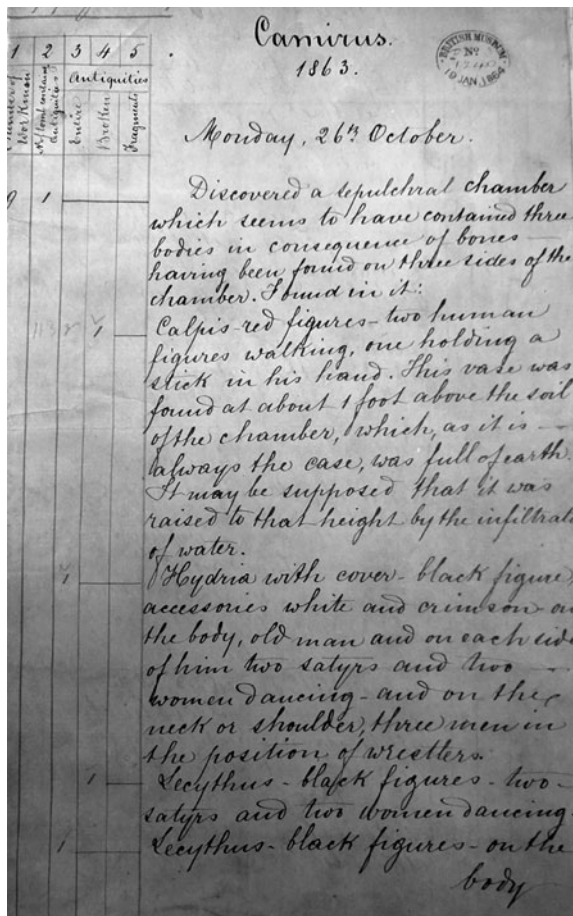 Camirus.
1863.
BRITISH MUSEUM
No
19 JAN. 1864
1 2 3 4 5
Number of Workmen
No. Tomb containing Antiquities
Antiquities
Entire
Broken
Fragments
Monday, 26th October.
9 1
Discovered a sepulchral chamber
which seems to have contained three
bodies in consequence of bones
having been found on three sides of the
chamber. Found in it:
1 Calpis - red figures - two human
figures walking, one holding a
stick in his hand. This vase was
found at about 1 foot above the soil
of the chamber, which, as it is
always the case, was full of earth.
It may be supposed that it was
raised to that height by the infiltrat
of water.
1 Hydria with cover - black figure,
accessories white and crimson - on
the body, old man and on each side
of him two satyrs and two
women dancing - and on the
neck or shoulder, three men in
the position of wrestlers.
1 Lecythus - black figures - two
satyrs and two women dancing.
1 Lecythus - black figures - on the
body